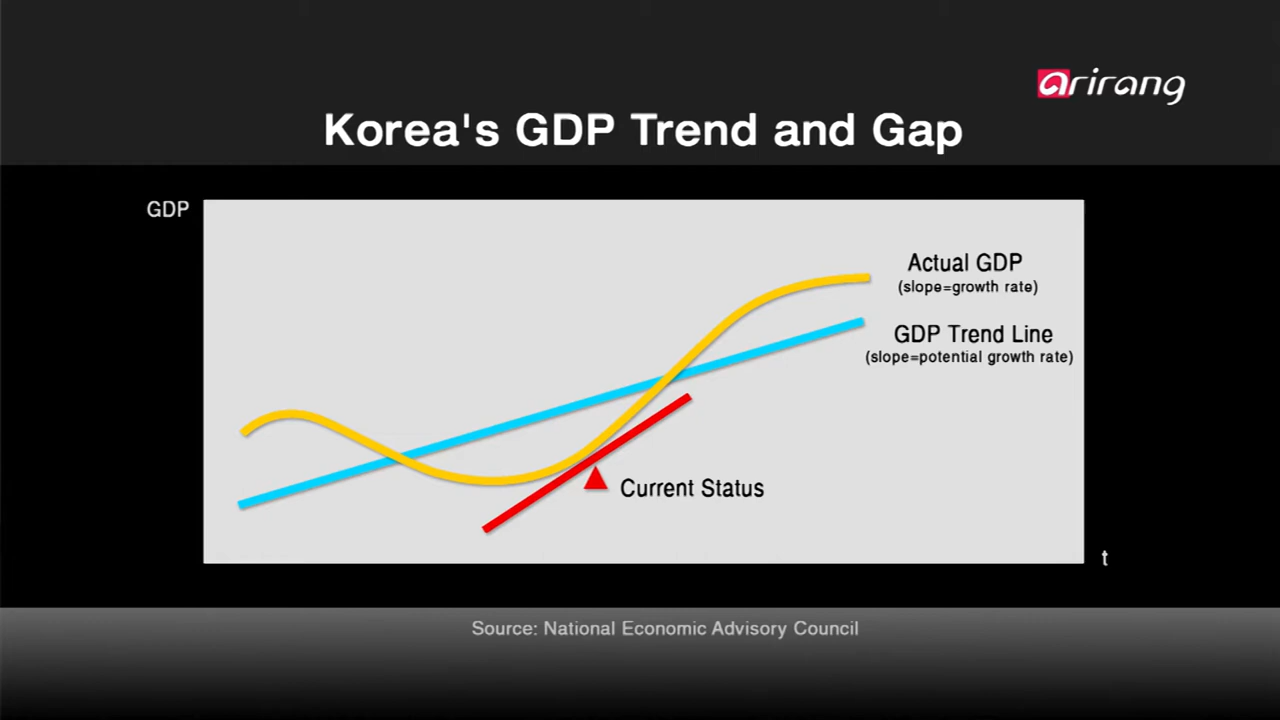 arirang
Korea's GDP Trend and Gap
GDP
Actual GDP
(slope=growth rate)
GDP Trend Line
(slope=potential growth rate)
Current Status
t
Source: National Economic Advisory Council